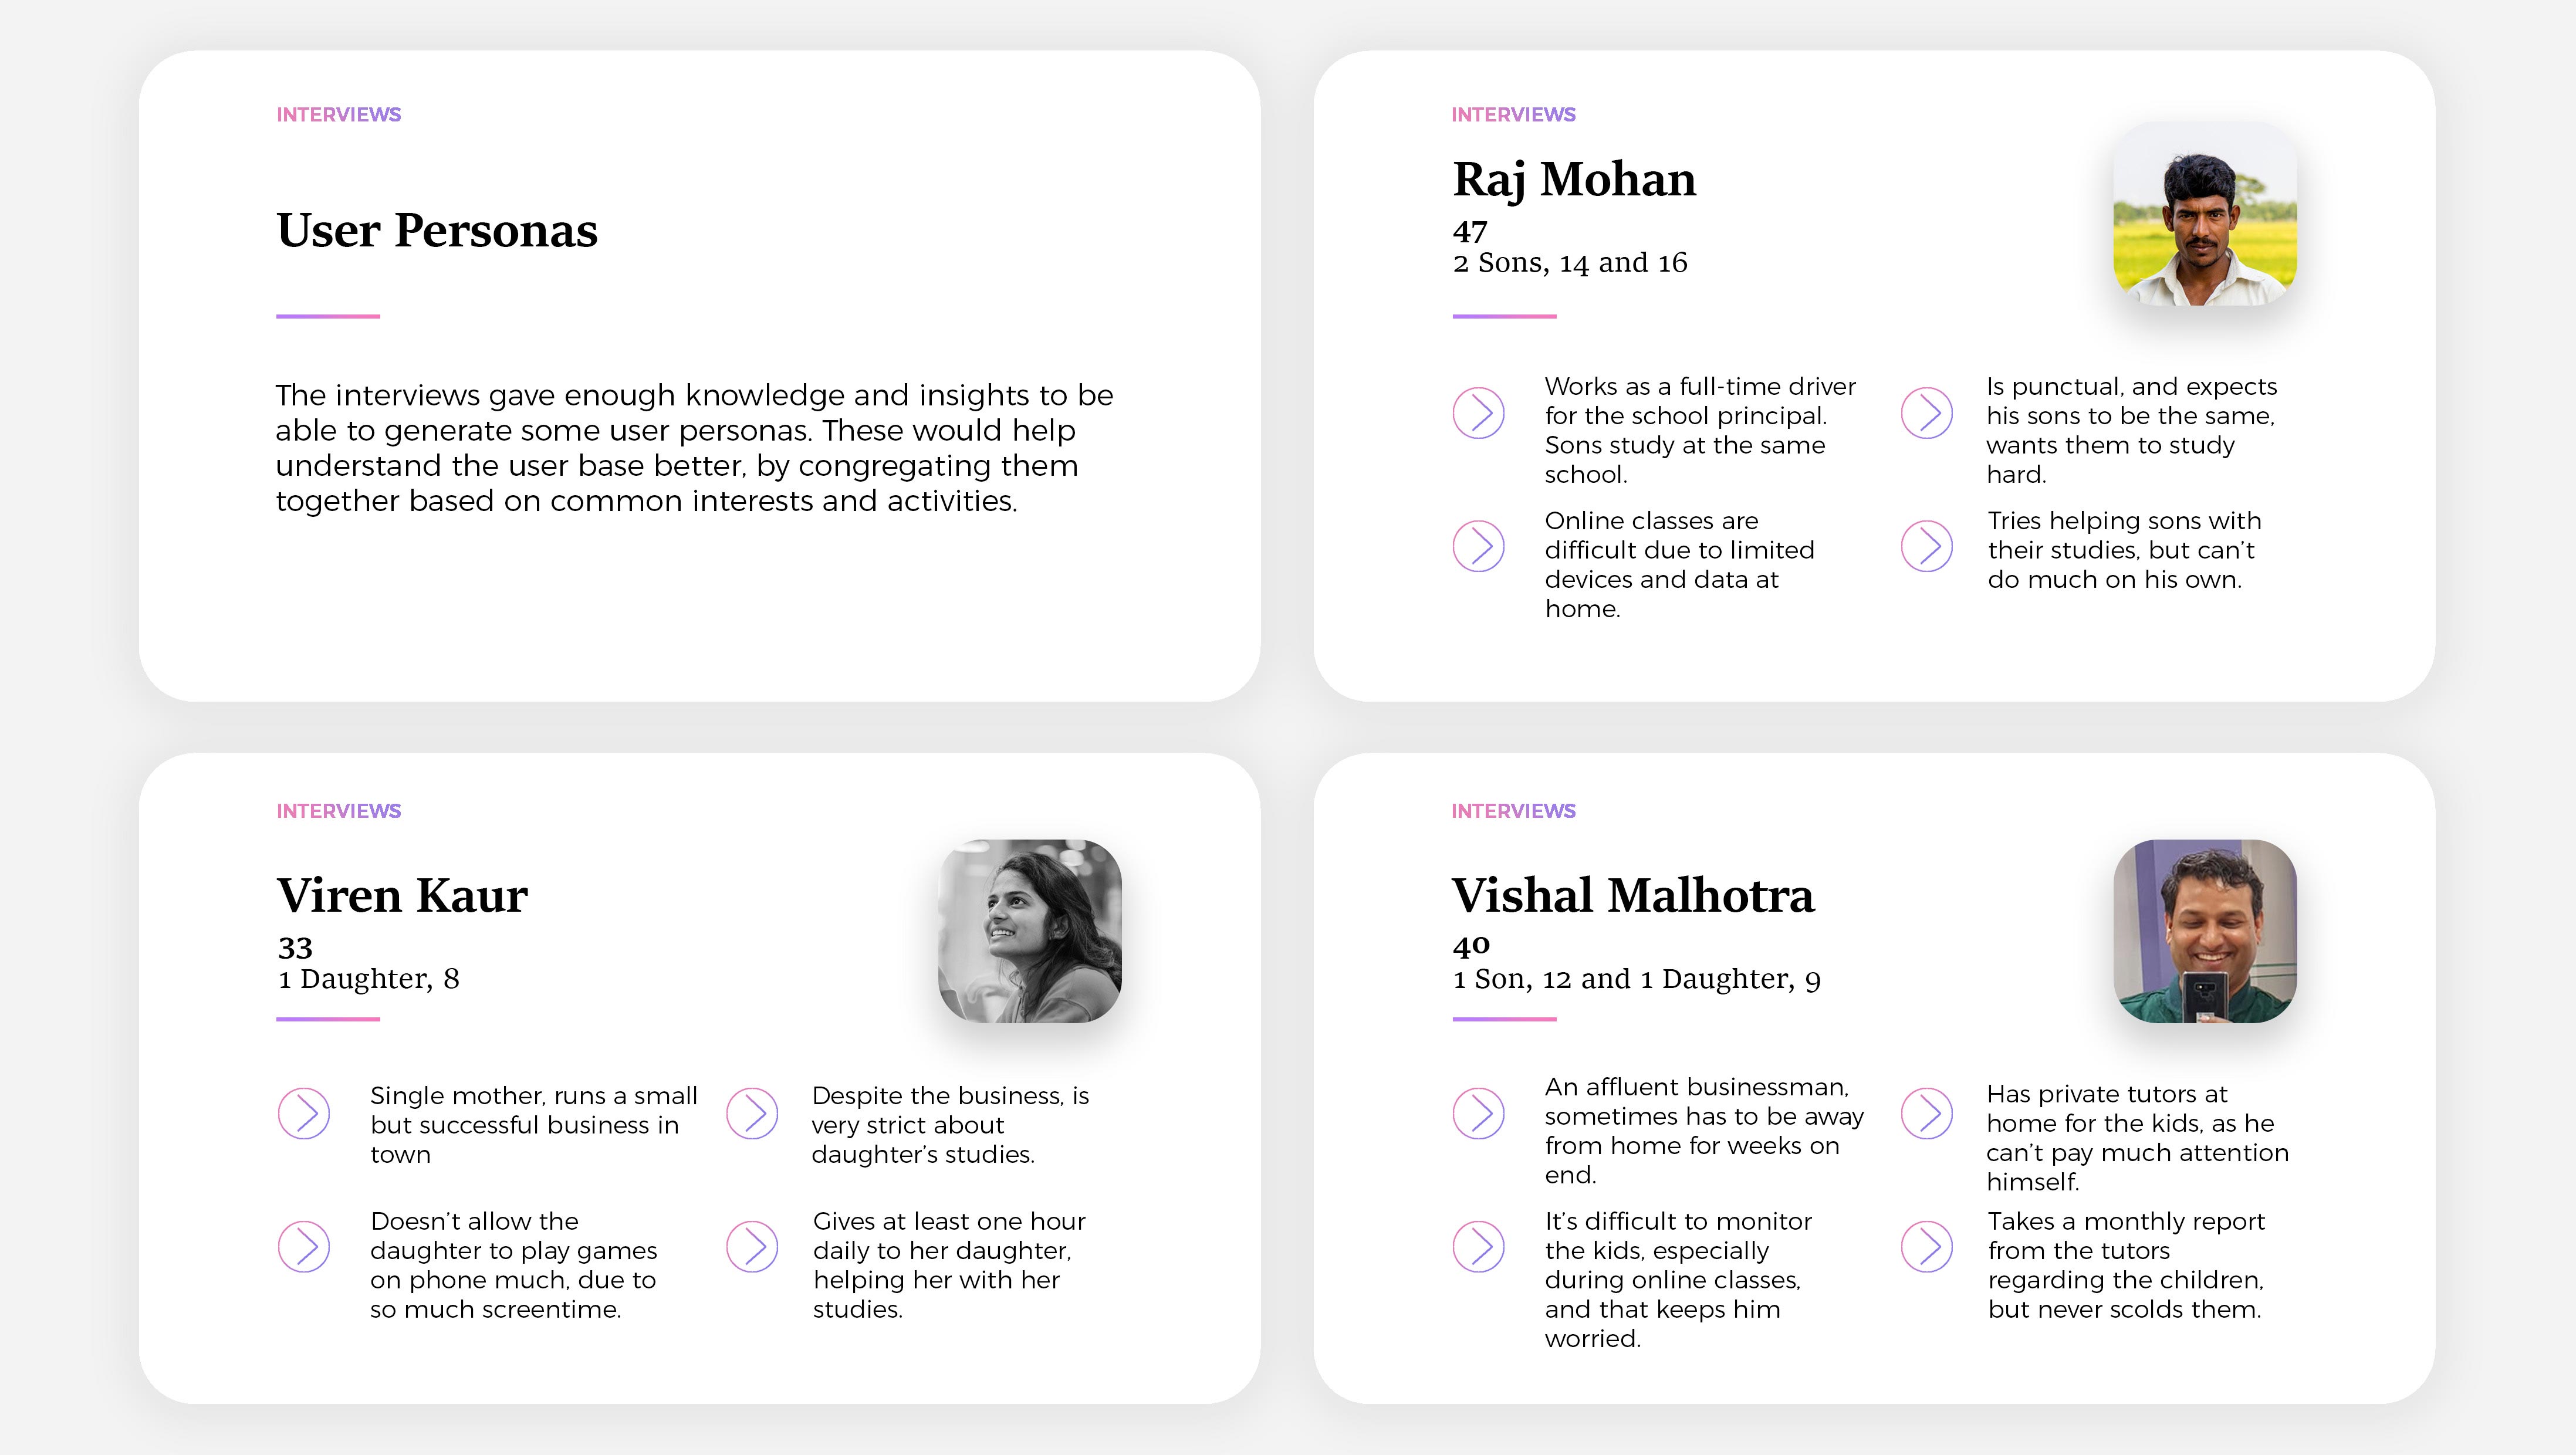 INTERVIEWS
User Personas
The interviews gave enough knowledge and insights to be
able to generate some user personas. These would help
understand the user base better, by congregating them
together based on common interests and activities.
INTERVIEWS
Raj Mohan
47
2 Sons, 14 and 16
Works as a full-time driver
for the school principal.
Sons study at the same
school.
Is punctual, and expects
his sons to be the same,
wants them to study
hard.
Online classes are
difficult due to limited
devices and data at
home.
Tries helping sons with
their studies, but can't
do much on his own.
INTERVIEWS
Viren Kaur
33
1 Daughter, 8
Single mother, runs a small
but successful business in
town
Despite the business, is
very strict about
daughter's studies.
Doesn't allow the
daughter to play games
on phone much, due to
so much screentime.
Gives at least one hour
daily to her daughter,
helping her with her
studies.
INTERVIEWS
Vishal Malhotra
40
1 Son, 12 and 1 Daughter, 9
An affluent businessman,
sometimes has to be away
from home for weeks on
end.
Has private tutors at
home for the kids, as he
can't pay much attention
himself.
It's difficult to monitor
the kids, especially
during online classes,
and that keeps him
worried.
Takes a monthly report
from the tutors
regarding the children,
but never scolds them.